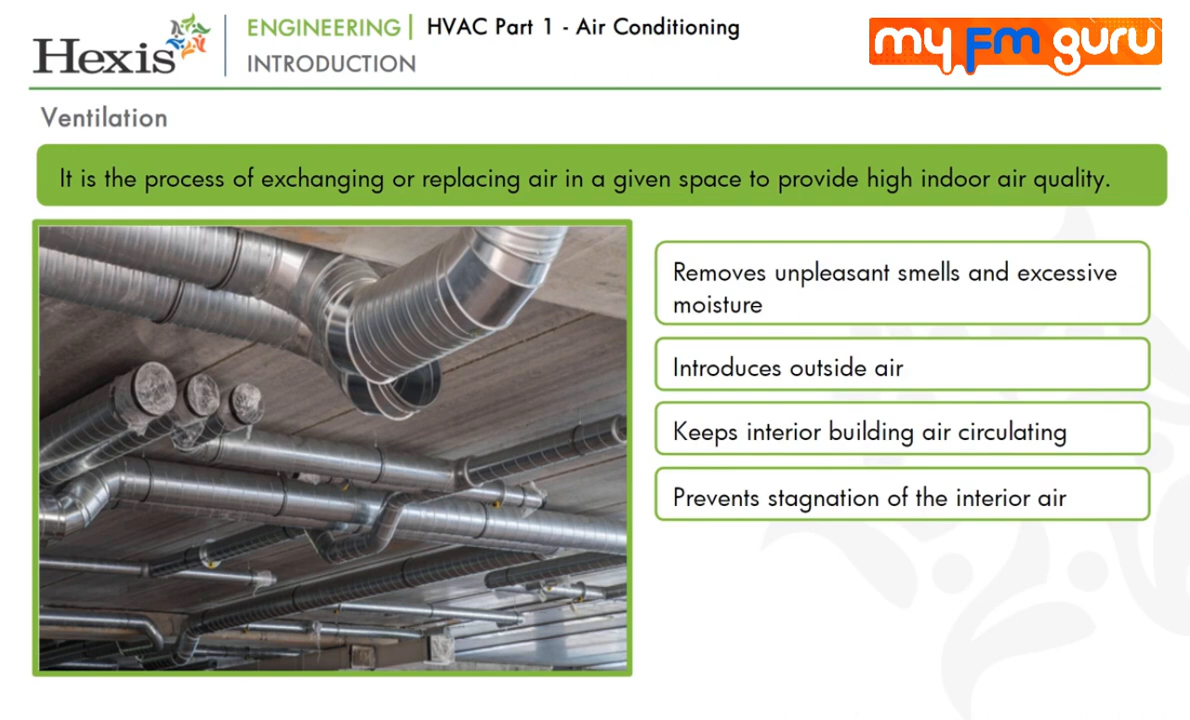 Hexis
ENGINEERING | HVAC Part 1 - Air Conditioning
INTRODUCTION
my Fm guru
Ventilation
It is the process of exchanging or replacing air in a given space to provide high indoor air quality.
Removes unpleasant smells and excessive
moisture
Introduces outside air
Keeps interior building air circulating
Prevents stagnation of the interior air